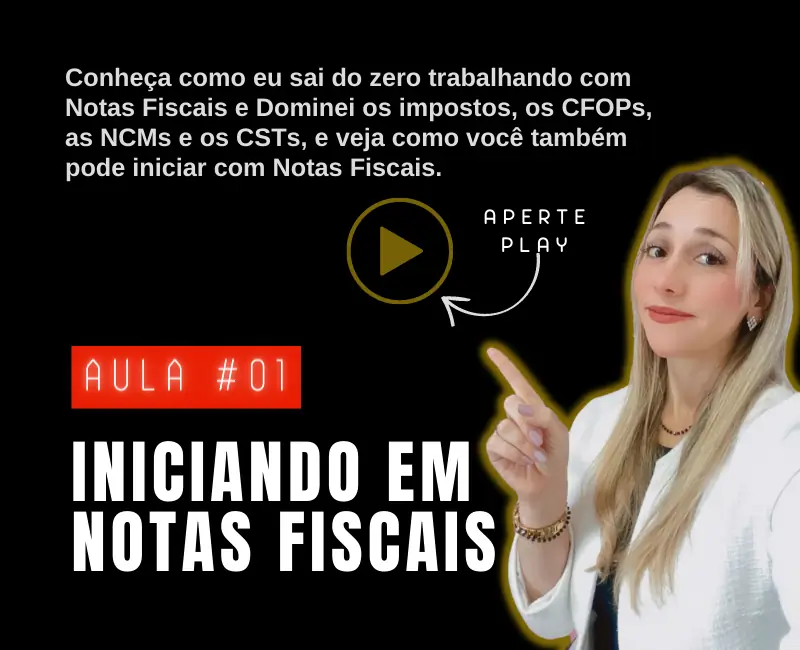 Conheça como eu sai do zero trabalhando com
Notas Fiscais e Dominei os impostos, os CFOPs,
as NCMs e os CSTs, e veja como você também
pode iniciar com Notas Fiscais.
APERTE
PLAY
AULA #01
INICIANDO EM
NOTAS FISCAIS